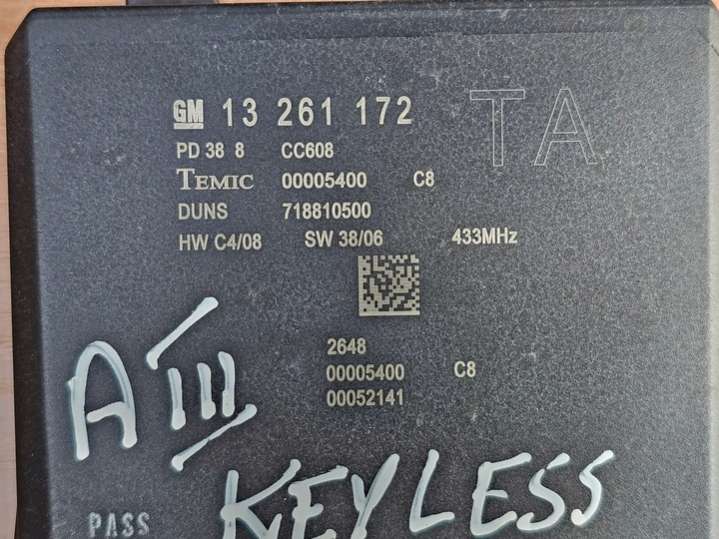 GM 13 261 172 TA
PD 38 8 CC608
TEMIC 00005400 C8
DUNS 718810500
HW C4/08 SW 38/06 433MHz
2648
00005400 C8
00052141
A III
KEYLESS
PASS